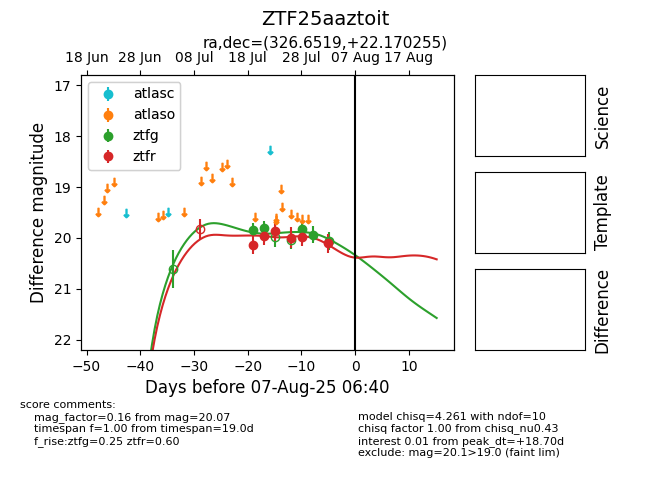 ZTF25aaztoit
ra,dec=(326.6519,+22.170255)
18 Jun 28 Jun 08 Jul 18 Jul 28 Jul 07 Aug 17 Aug
atlasc
atlaso
ztfg
ztfr
17
18
19
20
21
22
Difference magnitude
−50 −40 −30 −20 −10 0 10
Days before 07-Aug-25 06:40
Science
Template
Difference
score comments:
mag_factor=0.16 from mag=20.07
timespan f=1.00 from timespan=19.0d
f_rise:ztfg=0.25 ztfr=0.60
model chisq=4.261 with ndof=10
chisq factor 1.00 from chisq_nu0.43
interest 0.01 from peak_dt=+18.70d
exclude: mag=20.1>19.0 (faint lim)